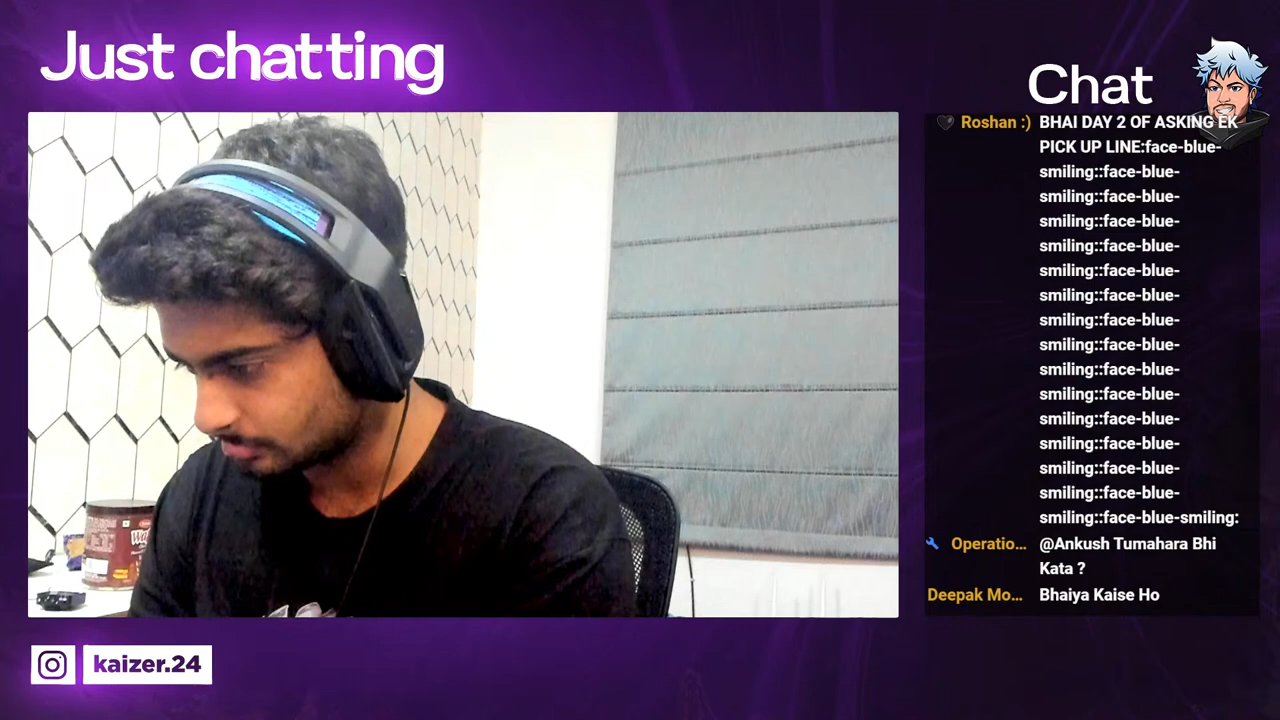 Just chatting
Chat
Roshan :) BHAI DAY 2 OF ASKING EK
PICK UP LINE:face-blue-
smiling::face-blue-
smiling::face-blue-
smiling::face-blue-
smiling::face-blue-
smiling::face-blue-
smiling::face-blue-
smiling::face-blue-
smiling::face-blue-
smiling::face-blue-
smiling::face-blue-
smiling::face-blue-
smiling::face-blue-
smiling::face-blue-
smiling::face-blue-
smiling::face-blue-smiling:
Operatio... @Ankush Tumahara Bhi
Kata ?
Deepak Mo... Bhaiya Kaise Ho
kaizer.24